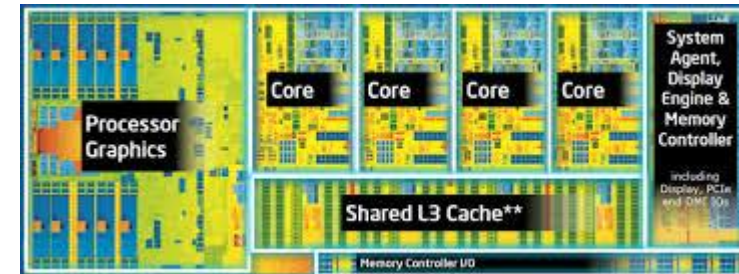 Processor
Graphics
Core
Core
Core
Core
System
Agent,
Display
Engine &
Memory
Controller
including
Display, PCIe
and DMI IOs
Shared L3 Cache**
Memory Controller I/O